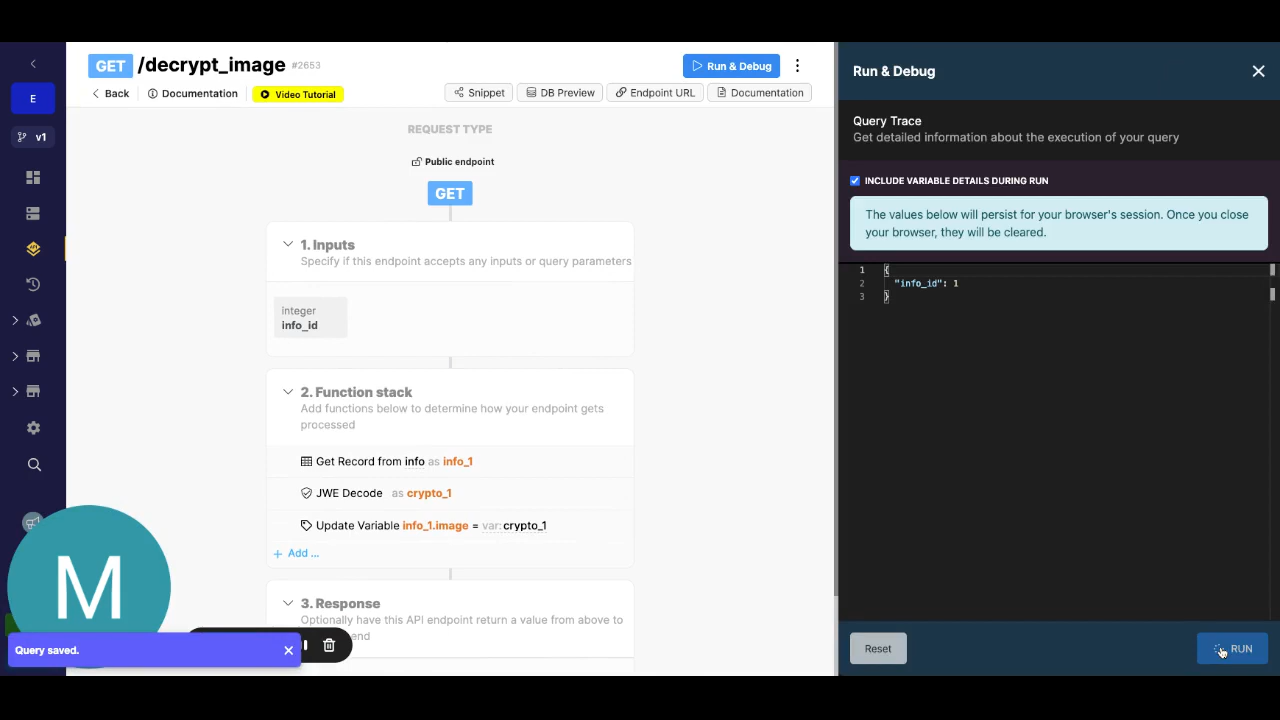 GET /decrypt_image #2653
Run & Debug
Back
Documentation
Video Tutorial
Snippet
DB Preview
Endpoint URL
Documentation
E
v1
REQUEST TYPE
Public endpoint
GET
1. Inputs
Specify if this endpoint accepts any inputs or query parameters
integer
info_id
2. Function stack
Add functions below to determine how your endpoint gets
processed
Get Record from info as info_1
JWE Decode as crypto_1
Update Variable info_1.image = var:crypto_1
+ Add ...
3. Response
Optionally have this API endpoint return a value from above to
end
M
Query saved.
Run & Debug
Query Trace
Get detailed information about the execution of your query
INCLUDE VARIABLE DETAILS DURING RUN
The values below will persist for your browser's session. Once you close
your browser, they will be cleared.
1 {
2 "info_id": 1
3 }
Reset
RUN